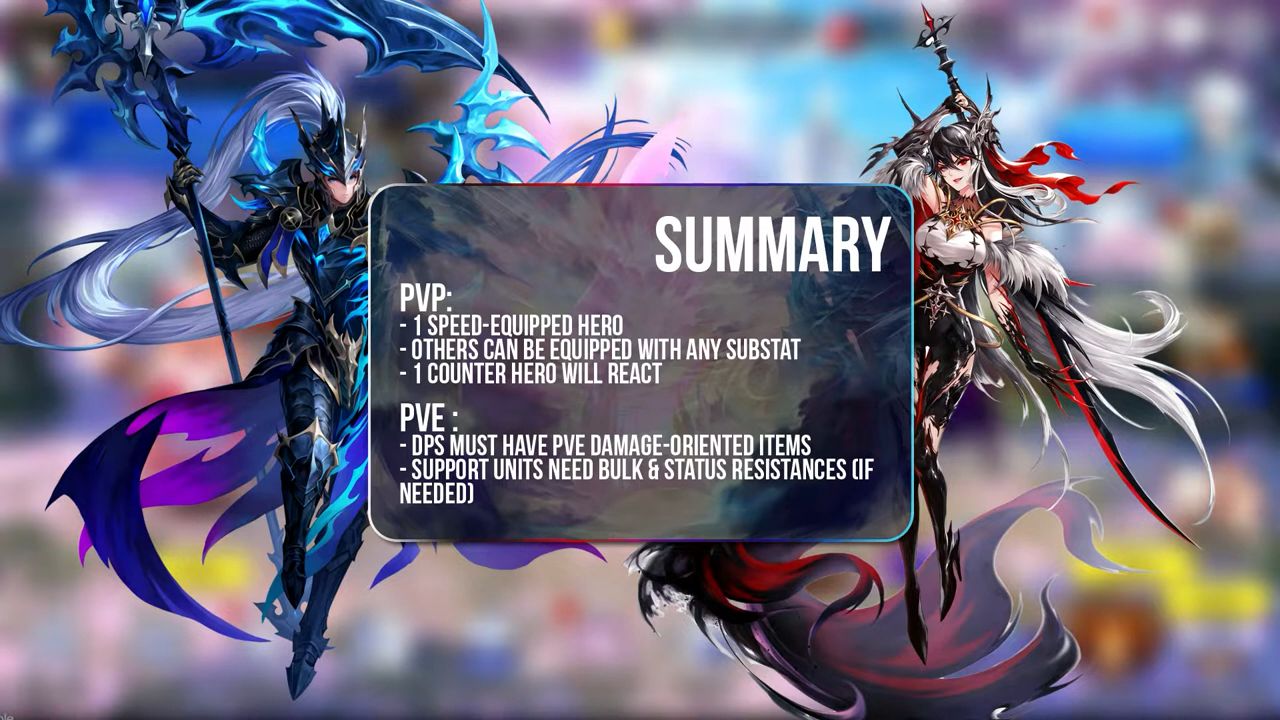 SUMMARY
PVP:
- 1 SPEED-EQUIPPED HERO
- OTHERS CAN BE EQUIPPED WITH ANY SUBSTAT
- 1 COUNTER HERO WILL REACT
PVE :
- DPS MUST HAVE PVE DAMAGE-ORIENTED ITEMS
- SUPPORT UNITS NEED BULK & STATUS RESISTANCES (IF
NEEDED)